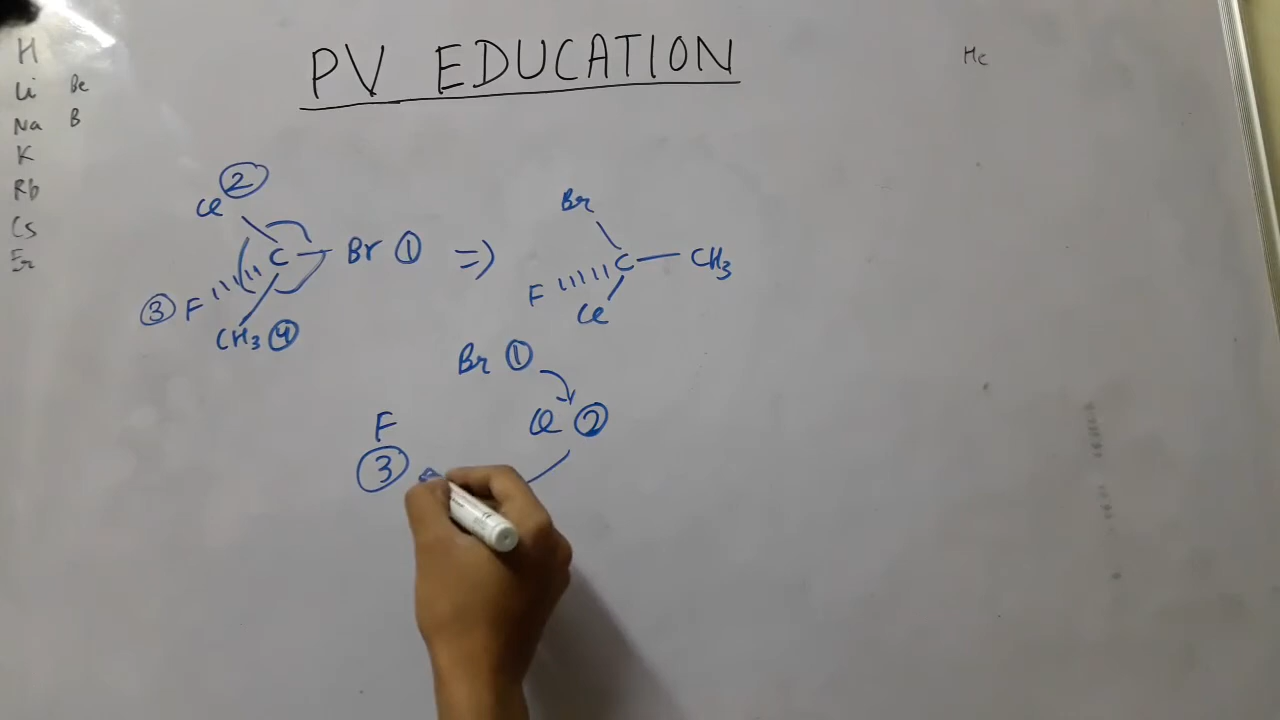 PV EDUCATION
H
Li Be
Na B
K
Rb
Cs
Fr
He
Cl ②
C Br ①
③ F
CH3 ④
=>
Br
C CH3
F
Cl
Br ①
Cl ②
F
③